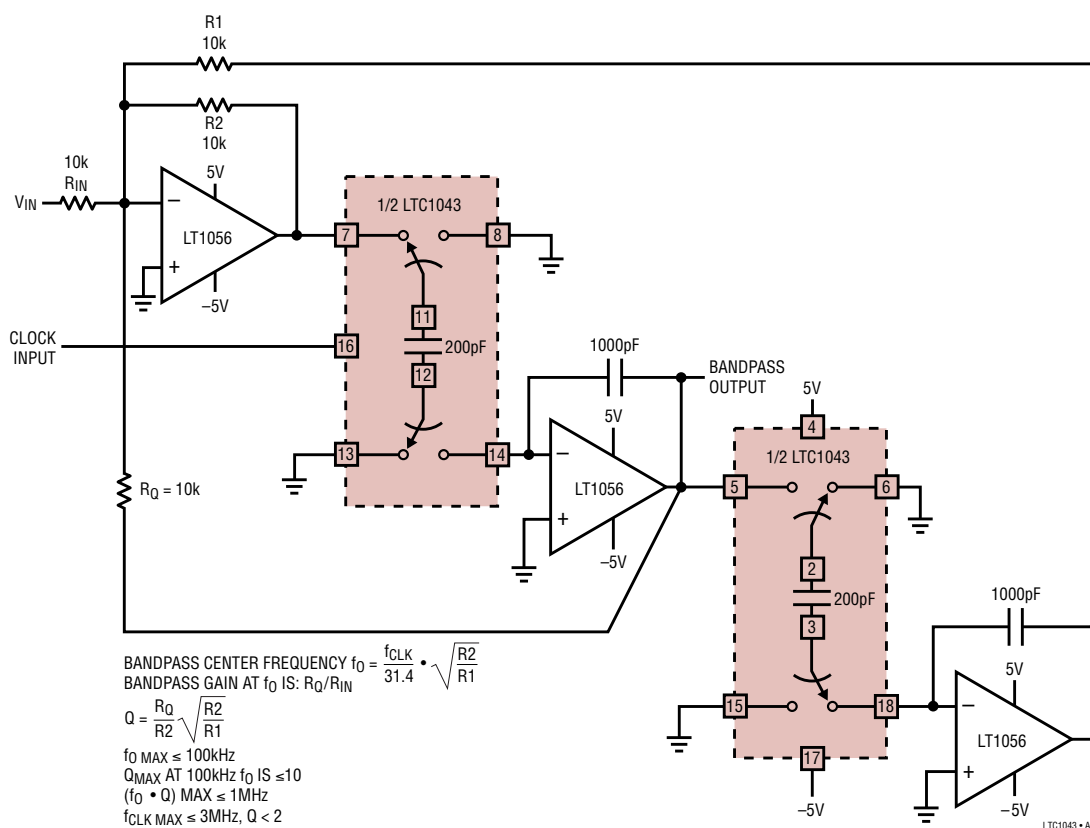 R1
10k
R2
10k
10k
RIN
VIN
5V
−
LT1056
+
−5V
1/2 LTC1043
7
8
11
200pF
12
13
14
CLOCK
INPUT
16
1000pF
BANDPASS
OUTPUT
5V
−
LT1056
+
−5V
5V
4
1/2 LTC1043
5
6
2
200pF
3
15
18
17
−5V
1000pF
5V
−
LT1056
+
−5V
RQ = 10k
BANDPASS CENTER FREQUENCY fO = fCLK/31.4 • √R2/R1
BANDPASS GAIN AT fO IS: RQ/RIN
Q = RQ/R2 √R2/R1
fO MAX ≤ 100kHz
QMAX AT 100kHz fO IS ≤10
(fO • Q) MAX ≤ 1MHz
fCLK MAX ≤ 3MHz, Q < 2